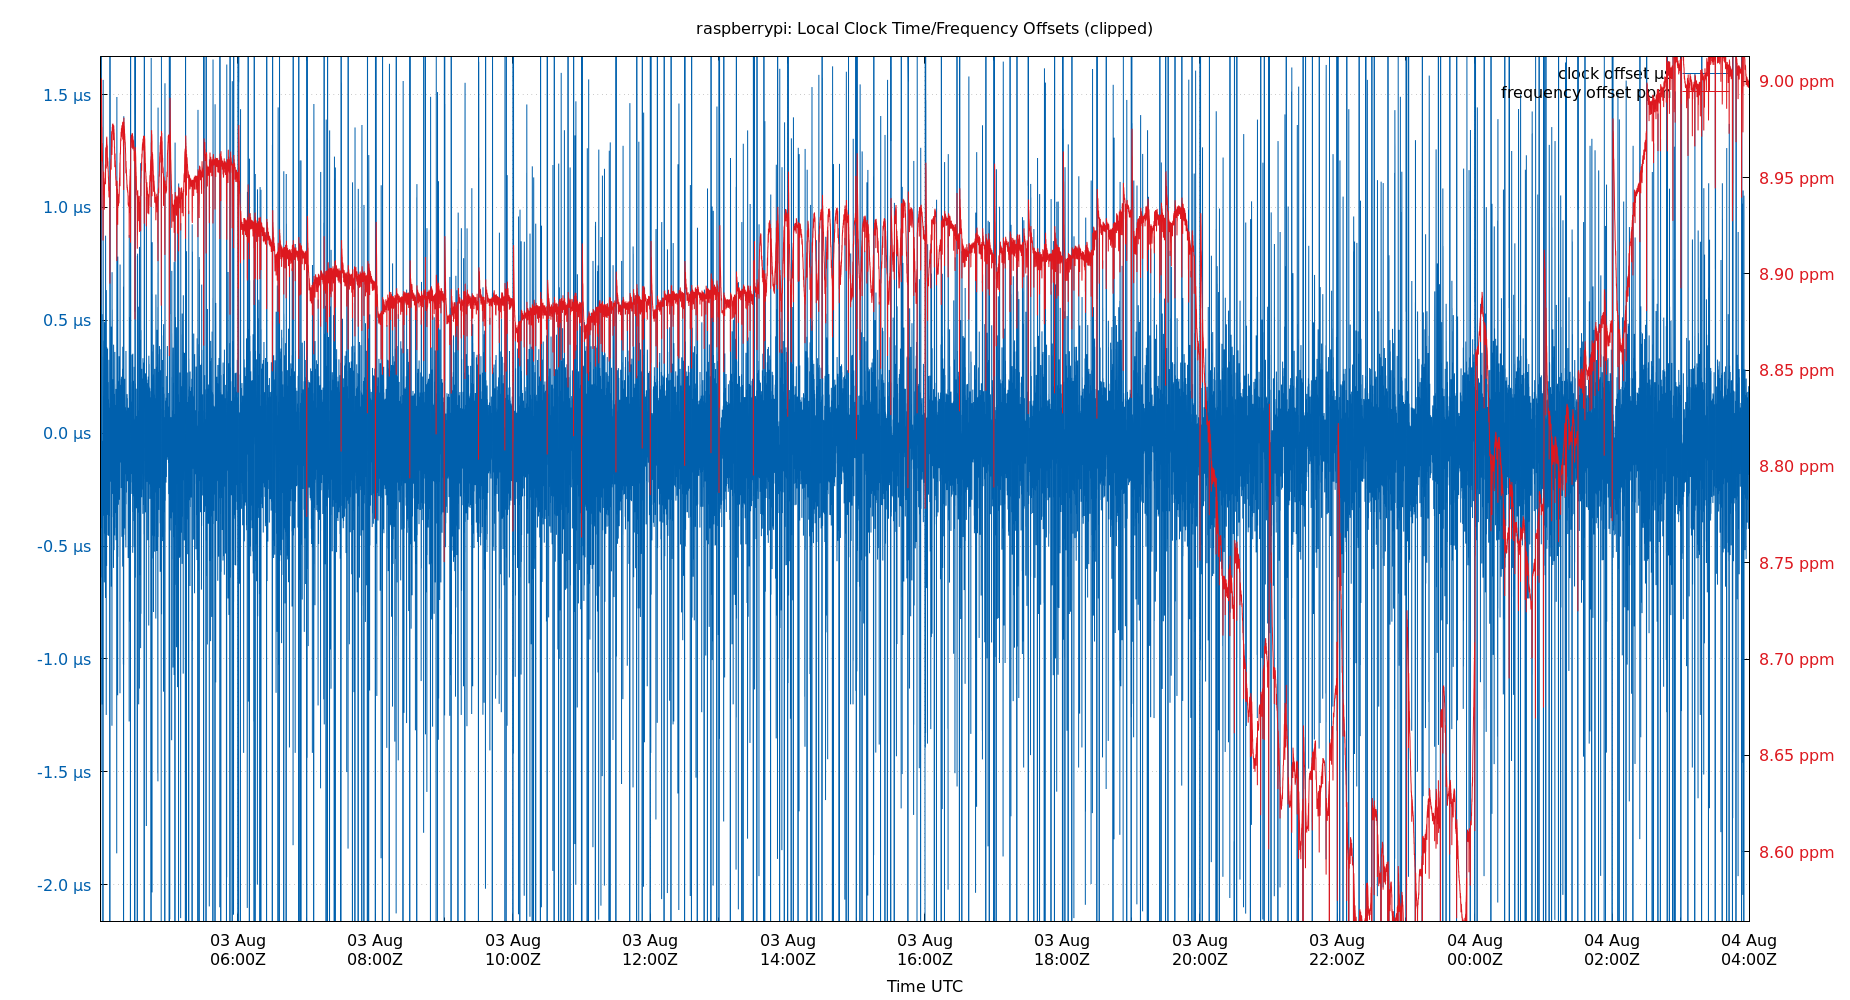 raspberrypi: Local Clock Time/Frequency Offsets (clipped)
clock offset µs
frequency offset ppm
1.5 µs
1.0 µs
0.5 µs
0.0 µs
-0.5 µs
-1.0 µs
-1.5 µs
-2.0 µs
9.00 ppm
8.95 ppm
8.90 ppm
8.85 ppm
8.80 ppm
8.75 ppm
8.70 ppm
8.65 ppm
8.60 ppm
03 Aug 03 Aug 03 Aug 03 Aug 03 Aug 03 Aug 03 Aug 03 Aug 03 Aug 04 Aug 04 Aug 04 Aug
06:00Z 08:00Z 10:00Z 12:00Z 14:00Z 16:00Z 18:00Z 20:00Z 22:00Z 00:00Z 02:00Z 04:00Z
Time UTC